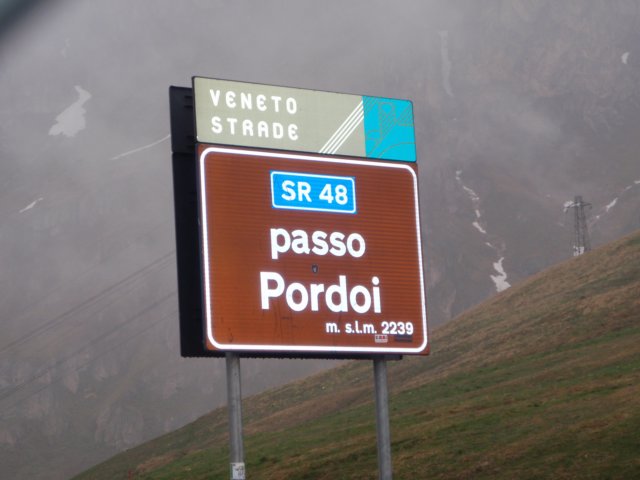 VENETO
STRADE
SR 48
passo
Pordoi
m. s.l.m. 2239